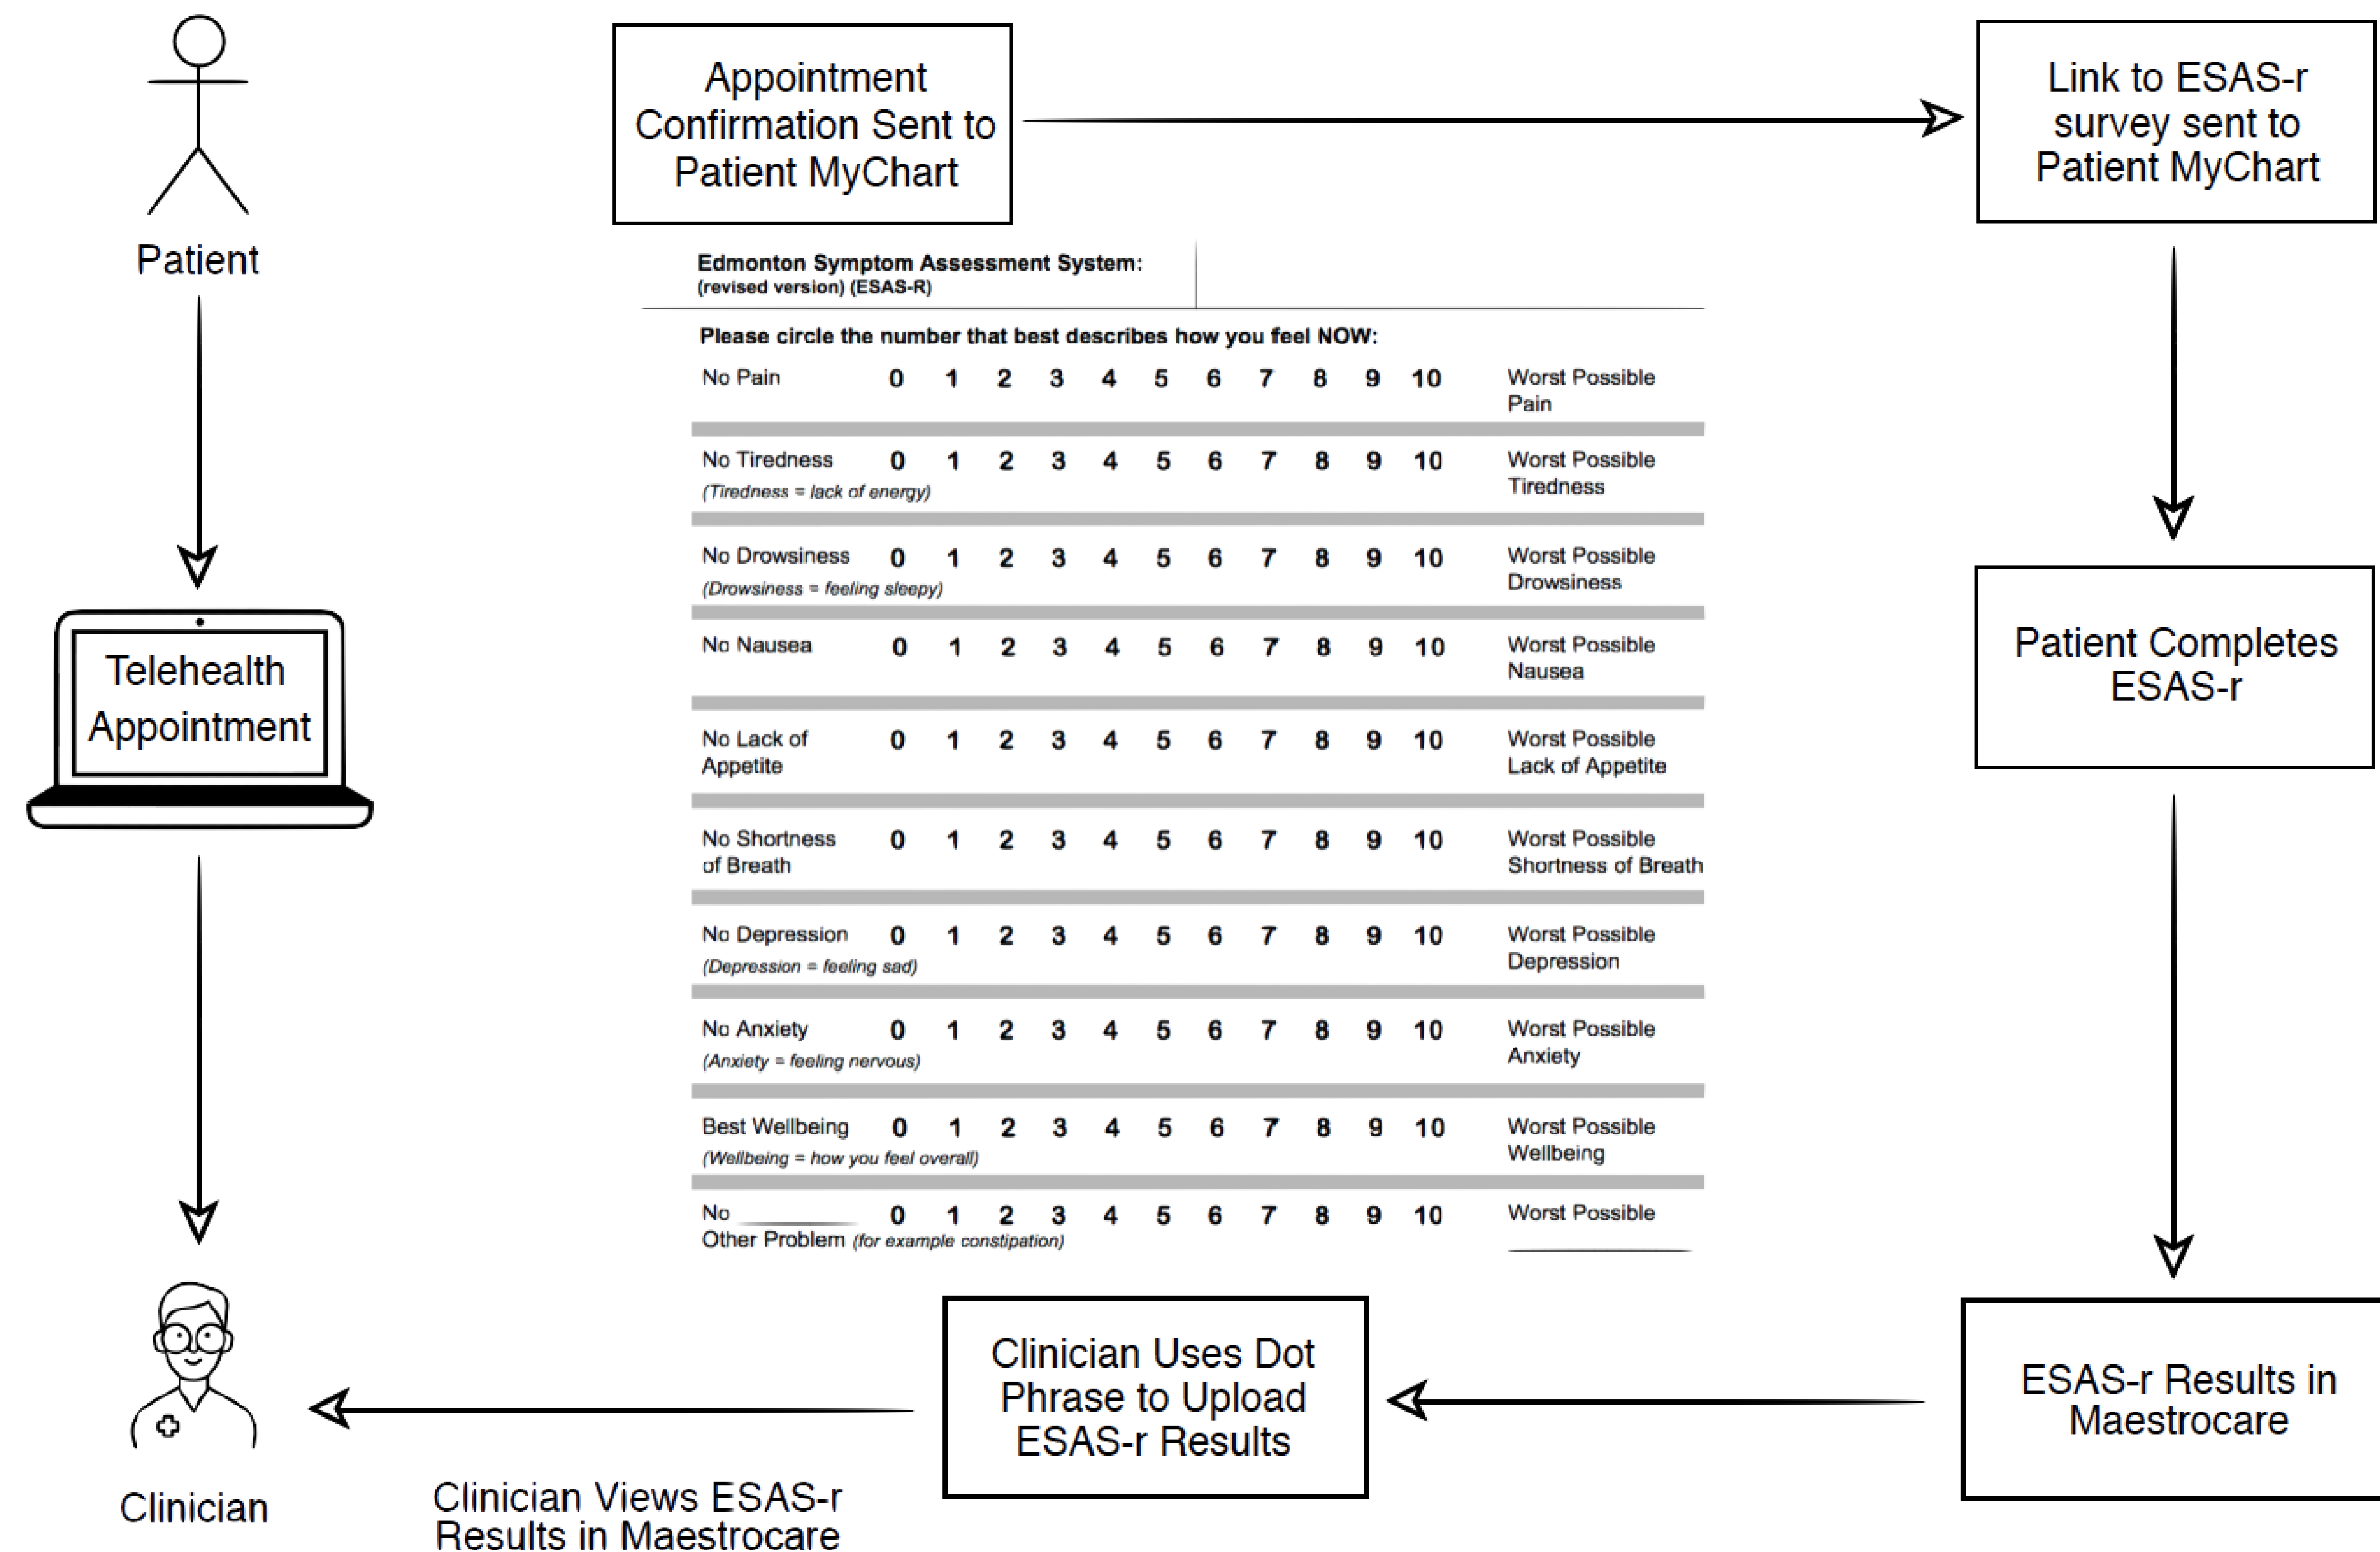 Patient
Telehealth
Appointment
Clinician
Appointment
Confirmation Sent to
Patient MyChart
Link to ESAS-r
survey sent to
Patient MyChart
Patient Completes
ESAS-r
ESAS-r Results in
Maestrocare
Clinician Uses Dot
Phrase to Upload
ESAS-r Results
Clinician Views ESAS-r
Results in Maestrocare
Edmonton Symptom Assessment System:
(revised version) (ESAS-R)
Please circle the number that best describes how you feel NOW:
No Pain 0 1 2 3 4 5 6 7 8 9 10 Worst Possible
Pain
No Tiredness 0 1 2 3 4 5 6 7 8 9 10 Worst Possible
(Tiredness = lack of energy) Tiredness
No Drowsiness 0 1 2 3 4 5 6 7 8 9 10 Worst Possible
(Drowsiness = feeling sleepy) Drowsiness
No Nausea 0 1 2 3 4 5 6 7 8 9 10 Worst Possible
Nausea
No Lack of 0 1 2 3 4 5 6 7 8 9 10 Worst Possible
Appetite Lack of Appetite
No Shortness 0 1 2 3 4 5 6 7 8 9 10 Worst Possible
of Breath Shortness of Breath
No Depression 0 1 2 3 4 5 6 7 8 9 10 Worst Possible
(Depression = feeling sad) Depression
No Anxiety 0 1 2 3 4 5 6 7 8 9 10 Worst Possible
(Anxiety = feeling nervous) Anxiety
Best Wellbeing 0 1 2 3 4 5 6 7 8 9 10 Worst Possible
(Wellbeing = how you feel overall) Wellbeing
No 0 1 2 3 4 5 6 7 8 9 10 Worst Possible
Other Problem (for example constipation)